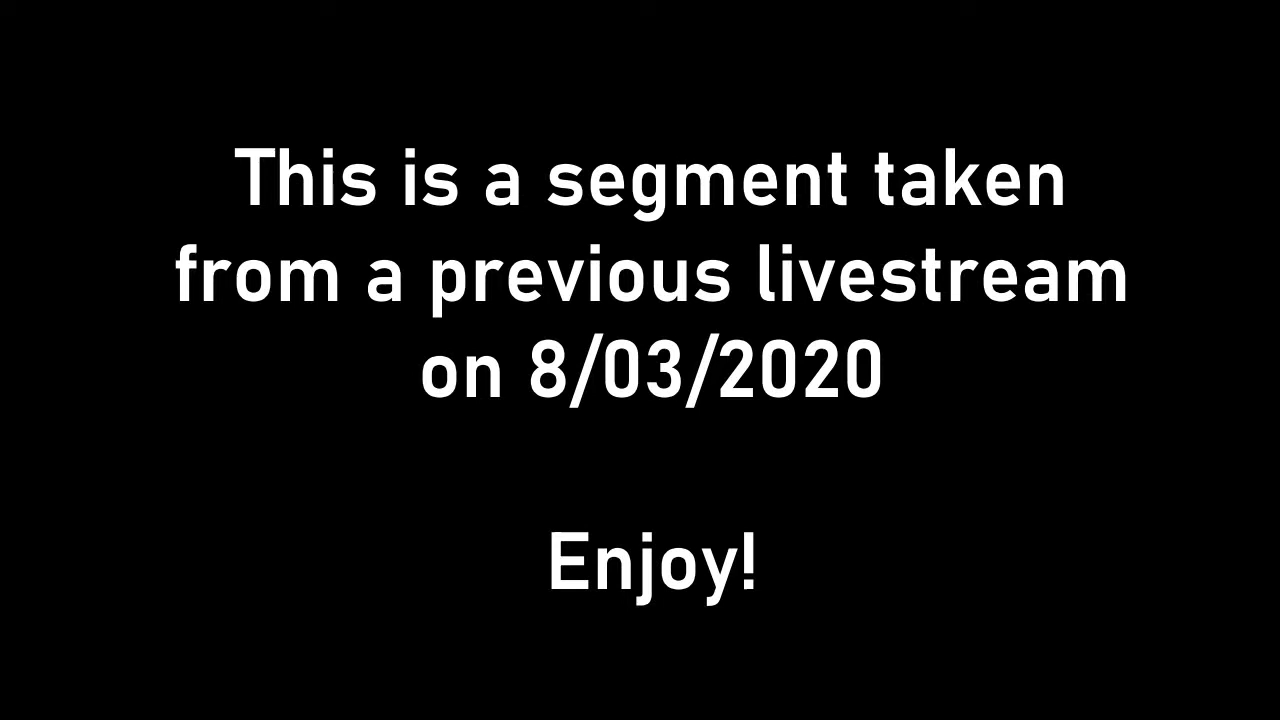 This is a segment taken
from a previous livestream
on 8/03/2020
Enjoy!